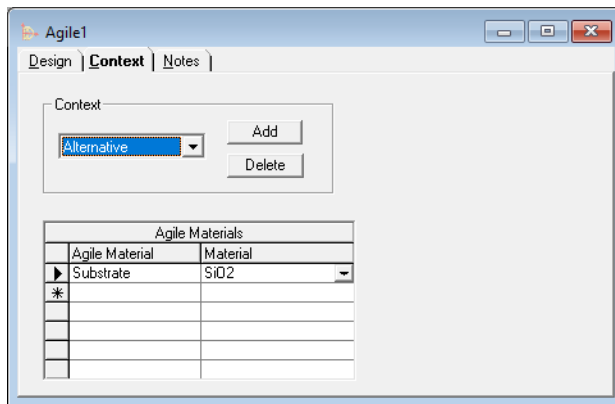 Agile1
Design Context Notes
Context
Alternative
Add
Delete
Agile Materials
Agile Material Material
Substrate SiO2